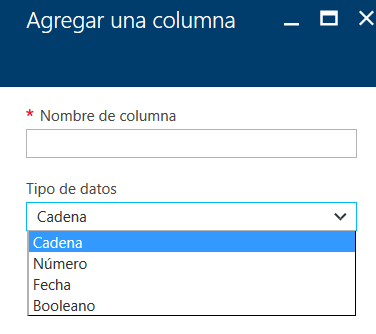 Agregar una columna
* Nombre de columna
Tipo de datos
Cadena
Cadena
Número
Fecha
Booleano